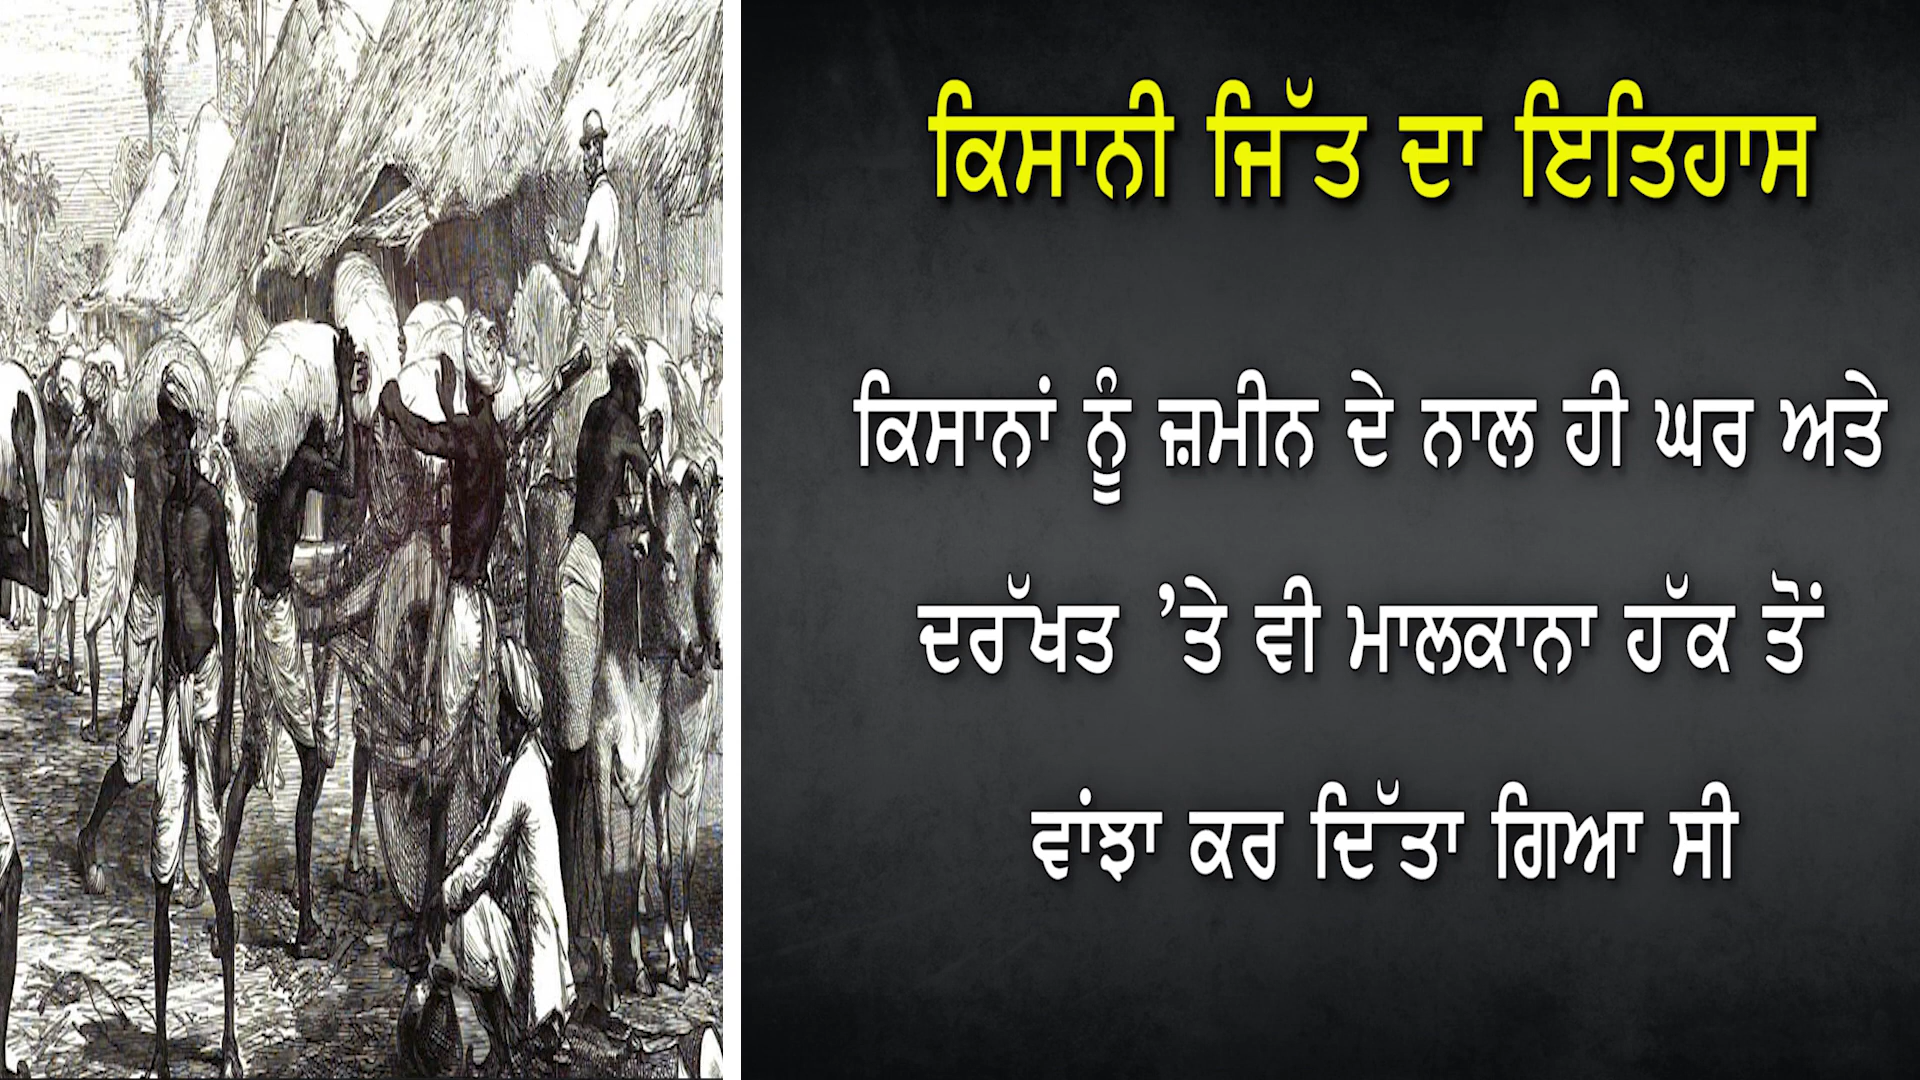 ਕਿਸਾਨੀ ਜਿੱਤ ਦਾ ਇਤਿਹਾਸ
ਕਿਸਾਨਾਂ ਨੂੰ ਜ਼ਮੀਨ ਦੇ ਨਾਲ ਹੀ ਘਰ ਅਤੇ
ਦਰੱਖਤ ’ਤੇ ਵੀ ਮਾਲਕਾਨਾ ਹੱਕ ਤੋਂ
ਵਾਂਝਾ ਕਰ ਦਿੱਤਾ ਗਿਆ ਸੀ